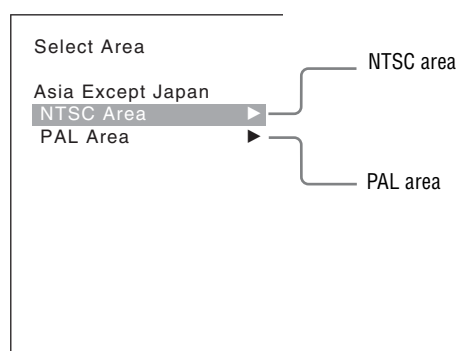 Select Area
NTSC area
Asia Except Japan
NTSC Area
PAL Area
PAL area